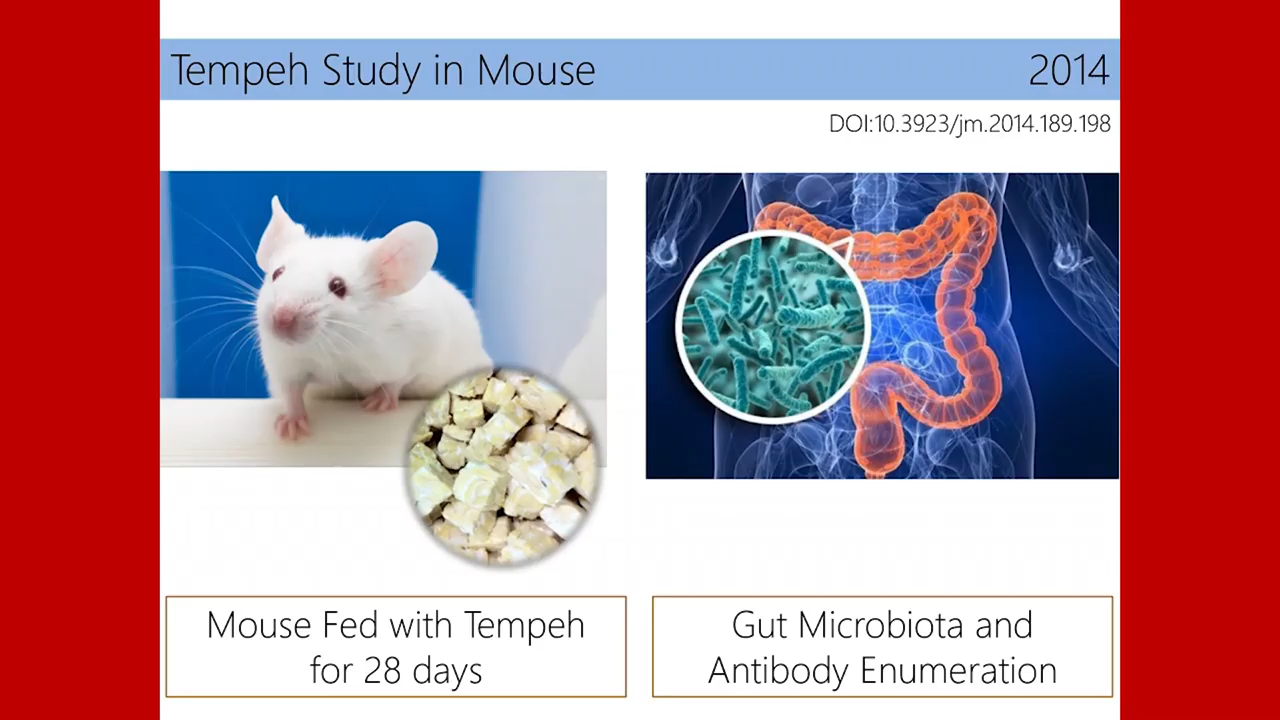 Tempeh Study in Mouse 2014
DOI:10.3923/jm.2014.189.198
Mouse Fed with Tempeh
for 28 days
Gut Microbiota and
Antibody Enumeration